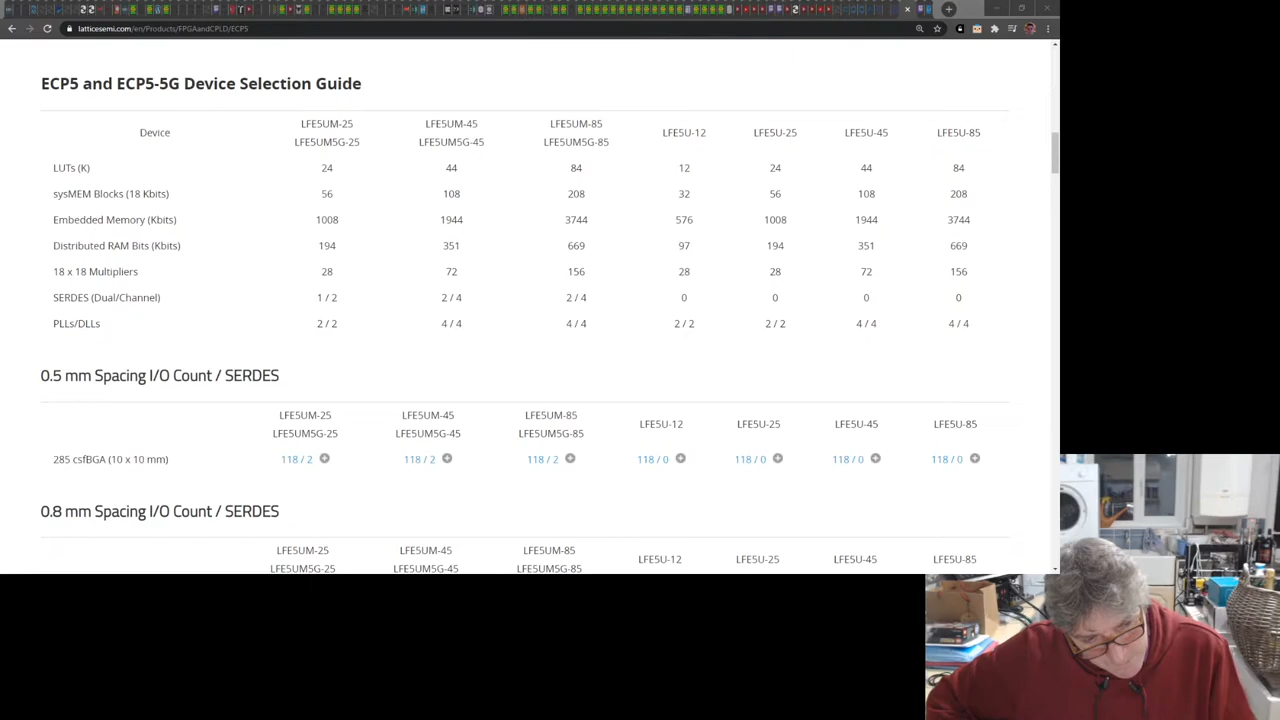 latticesemi.com/en/Products/FPGAandCPLD/ECP5
ECP5 and ECP5-5G Device Selection Guide
Device LFE5UM-25 LFE5UM5G-25 LFE5UM-45 LFE5UM5G-45 LFE5UM-85 LFE5UM5G-85 LFE5U-12 LFE5U-25 LFE5U-45 LFE5U-85
LUTs (K) 24 44 84 12 24 44 84
sysMEM Blocks (18 Kbits) 56 108 208 32 56 108 208
Embedded Memory (Kbits) 1008 1944 3744 576 1008 1944 3744
Distributed RAM Bits (Kbits) 194 351 669 97 194 351 669
18 x 18 Multipliers 28 72 156 28 28 72 156
SERDES (Dual/Channel) 1 / 2 2 / 4 2 / 4 0 0 0 0
PLLs/DLLs 2 / 2 4 / 4 4 / 4 2 / 2 2 / 2 4 / 4 4 / 4
0.5 mm Spacing I/O Count / SERDES
LFE5UM-25 LFE5UM5G-25 LFE5UM-45 LFE5UM5G-45 LFE5UM-85 LFE5UM5G-85 LFE5U-12 LFE5U-25 LFE5U-45 LFE5U-85
285 csfBGA (10 x 10 mm) 118 / 2 118 / 2 118 / 2 118 / 0 118 / 0 118 / 0 118 / 0
0.8 mm Spacing I/O Count / SERDES
LFE5UM-25 LFE5UM5G-25 LFE5UM-45 LFE5UM5G-45 LFE5UM-85 LFE5UM5G-85 LFE5U-12 LFE5U-25 LFE5U-45 LFE5U-85